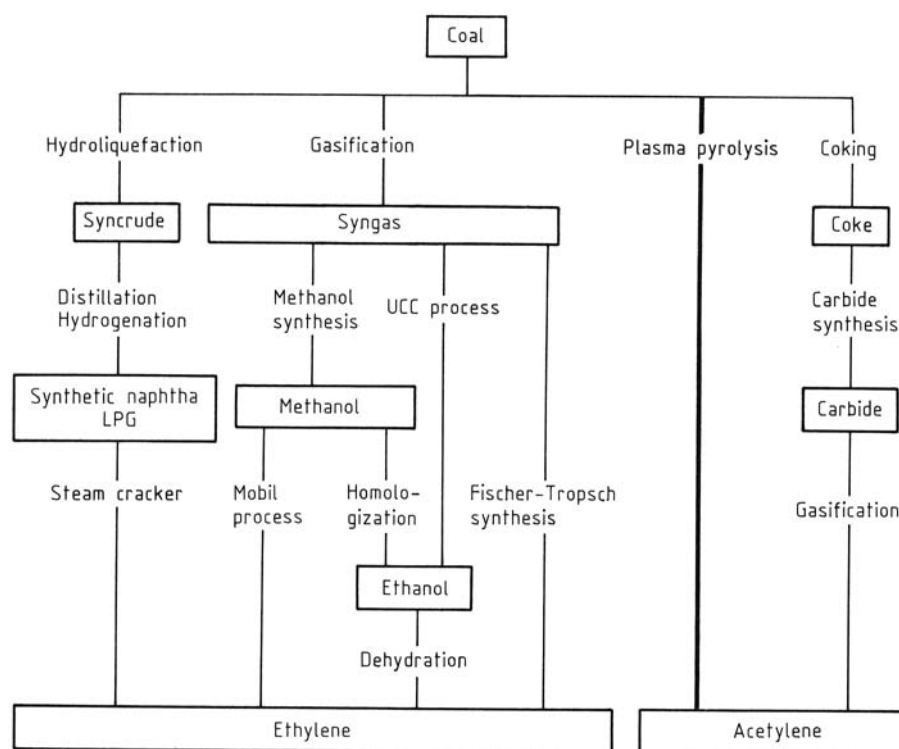 Coal
Hydroliquefaction
Gasification
Plasma pyrolysis
Coking
Syncrude
Syngas
Coke
Distillation
Hydrogenation
Methanol
synthesis
UCC process
Carbide
synthesis
Synthetic naphtha
LPG
Methanol
Carbide
Steam cracker
Mobil
process
Homolo-
gization
Fischer-Tropsch
synthesis
Gasification
Ethanol
Dehydration
Ethylene
Acetylene